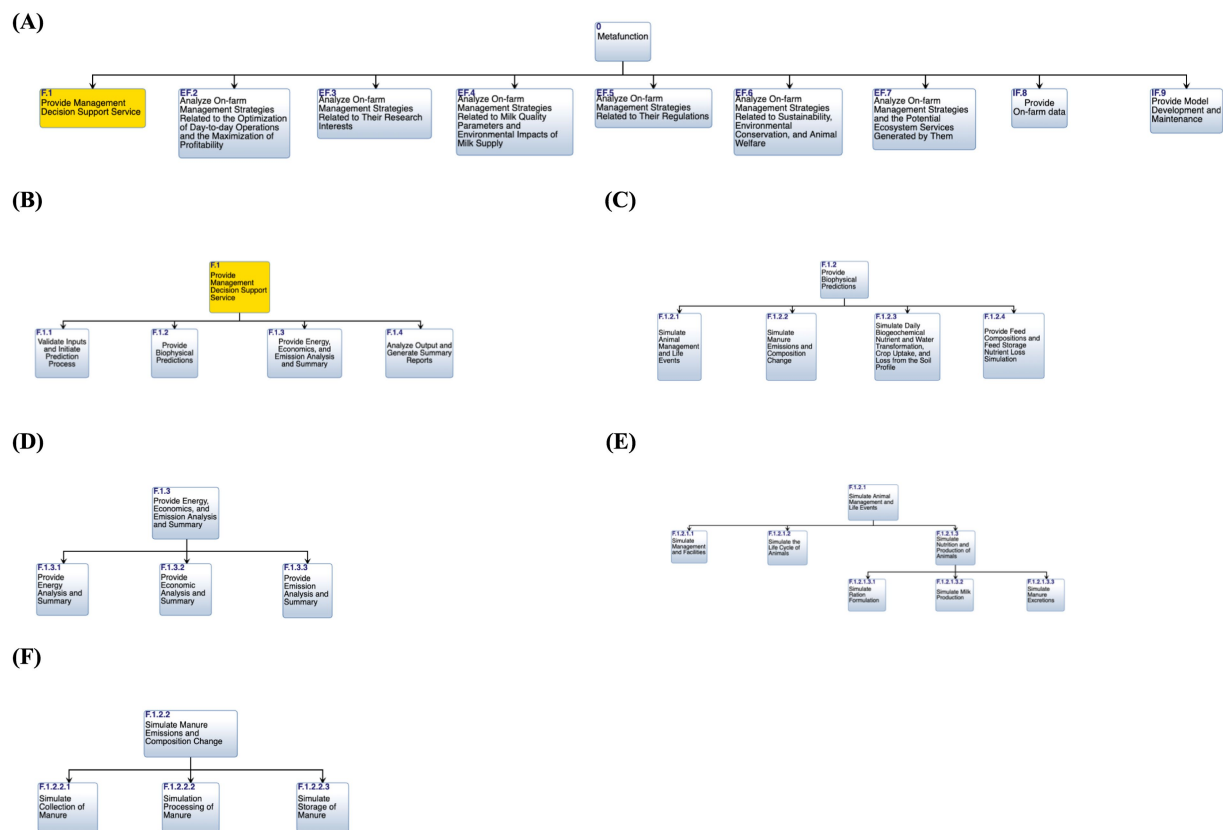 (A)
0
Metafunction
F.1
Provide Management
Decision Support Service
EF.2
Analyze On-farm
Management Strategies
Related to the Optimization
of Day-to-day Operations
and the Maximization of
Profitability
EF.3
Analyze On-farm
Management Strategies
Related to Their Research
Interests
EF.4
Analyze On-farm
Management Strategies
Related to Milk Quality
Parameters and
Environmental Impacts of
Milk Supply
EF.5
Analyze On-farm
Management Strategies
Related to Their Regulations
EF.6
Analyze On-farm
Management Strategies
Related to Sustainability,
Environmental
Conservation, and Animal
Welfare
EF.7
Analyze On-farm
Management Strategies
and the Potential
Ecosystem Services
Generated by Them
IF.8
Provide
On-farm data
IF.9
Provide Model
Development and
Maintenance
(B)
F.1
Provide
Management
Decision Support
Service
F.1.1
Validate Inputs
and Initiate
Prediction
Process
F.1.2
Provide
Biophysical
Predictions
F.1.3
Provide Energy,
Economics, and
Emission Analysis
and Summary
F.1.4
Analyze Output and
Generate Summary
Reports
(C)
F.1.2
Provide
Biophysical
Predictions
F.1.2.1
Simulate
Animal
Management
and Life
Events
F.1.2.2
Simulate
Manure
Emissions and
Composition
Change
F.1.2.3
Simulate Daily
Biogeochemical
Nutrient and Water
Transformation,
Crop Uptake, and
Loss from the Soil
Profile
F.1.2.4
Provide Feed
Compositions and
Feed Storage
Nutrient Loss
Simulation
(D)
F.1.3
Provide Energy,
Economics, and
Emission Analysis
and Summary
F.1.3.1
Provide
Energy
Analysis and
Summary
F.1.3.2
Provide
Economic
Analysis and
Summary
F.1.3.3
Provide
Emission
Analysis and
Summary
(E)
F.1.2.1
Simulate Animal
Management and
Life Events
F.1.2.1.1
Simulate
Management
and Facilities
F.1.2.1.2
Simulate the
Life Cycle of
Animals
F.1.2.1.3
Simulate
Nutrition and
Production of
Animals
F.1.2.1.3.1
Simulate
Ration
Formulation
F.1.2.1.3.2
Simulate Milk
Production
F.1.2.1.3.3
Simulate
Manure
Excretions
(F)
F.1.2.2
Simulate Manure
Emissions and
Composition Change
F.1.2.2.1
Simulate
Collection of
Manure
F.1.2.2.2
Simulation
Processing of
Manure
F.1.2.2.3
Simulate
Storage of
Manure